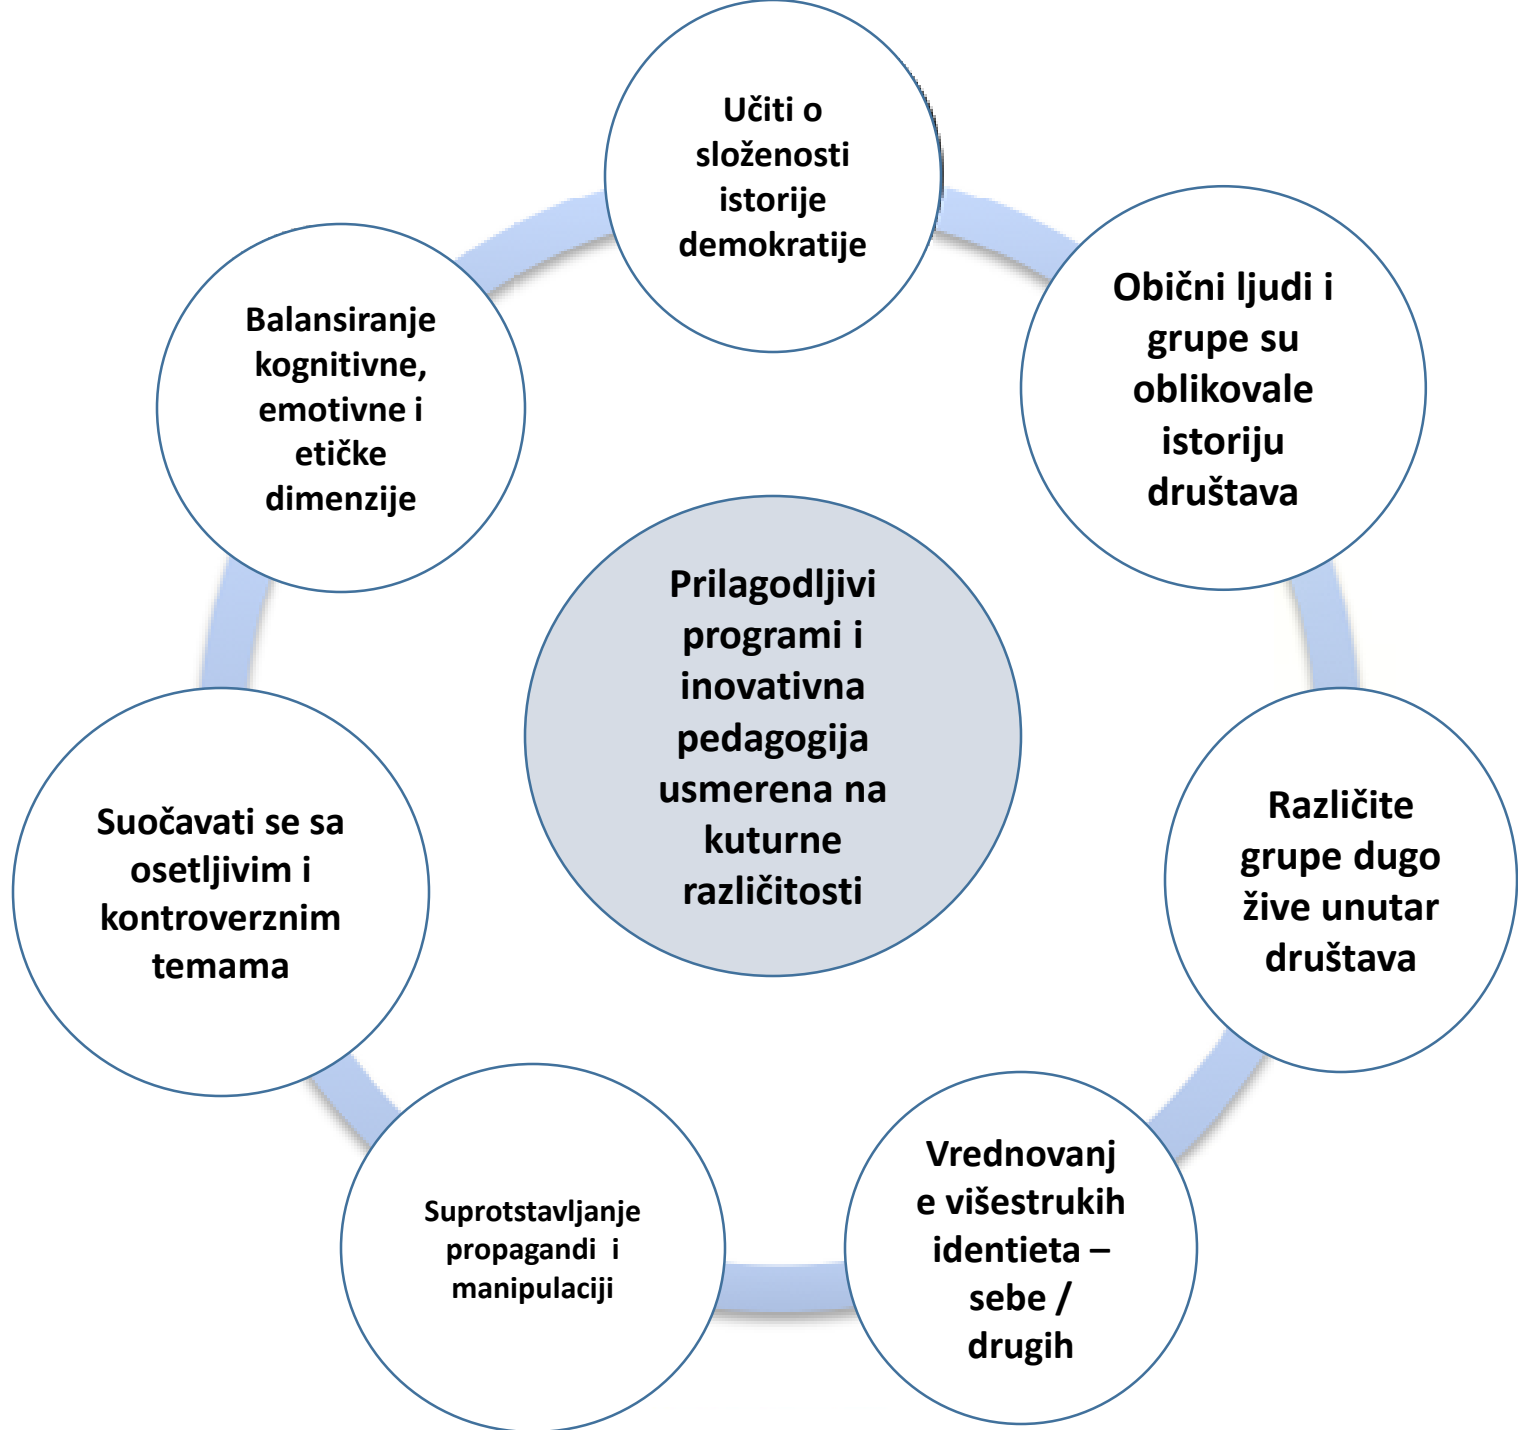 Učiti o
složenosti
istorije
demokratije
Obični ljudi i
grupe su
oblikovale
istoriju
društava
Različite
grupe dugo
žive unutar
društava
Vrednovanj
e višestrukih
identieta –
sebe /
drugih
Suprotstavljanje
propagandi i
manipulaciji
Suočavati se sa
osetljivim i
kontroverznim
temama
Balansiranje
kognitivne,
emotivne i
etičke
dimenzije
Prilagodljivi
programi i
inovativna
pedagogija
usmerena na
kuturne
različitosti